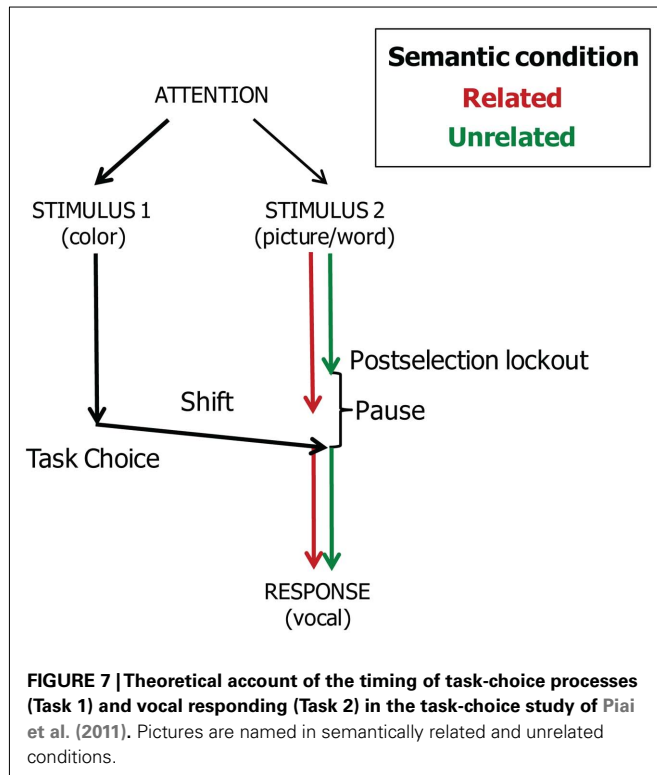 Semantic condition
Related
Unrelated
ATTENTION
STIMULUS 1
(color)
STIMULUS 2
(picture/word)
Postselection lockout
Shift
Pause
Task Choice
RESPONSE
(vocal)
FIGURE 7 | Theoretical account of the timing of task-choice processes
(Task 1) and vocal responding (Task 2) in the task-choice study of Piai
et al. (2011). Pictures are named in semantically related and unrelated
conditions.